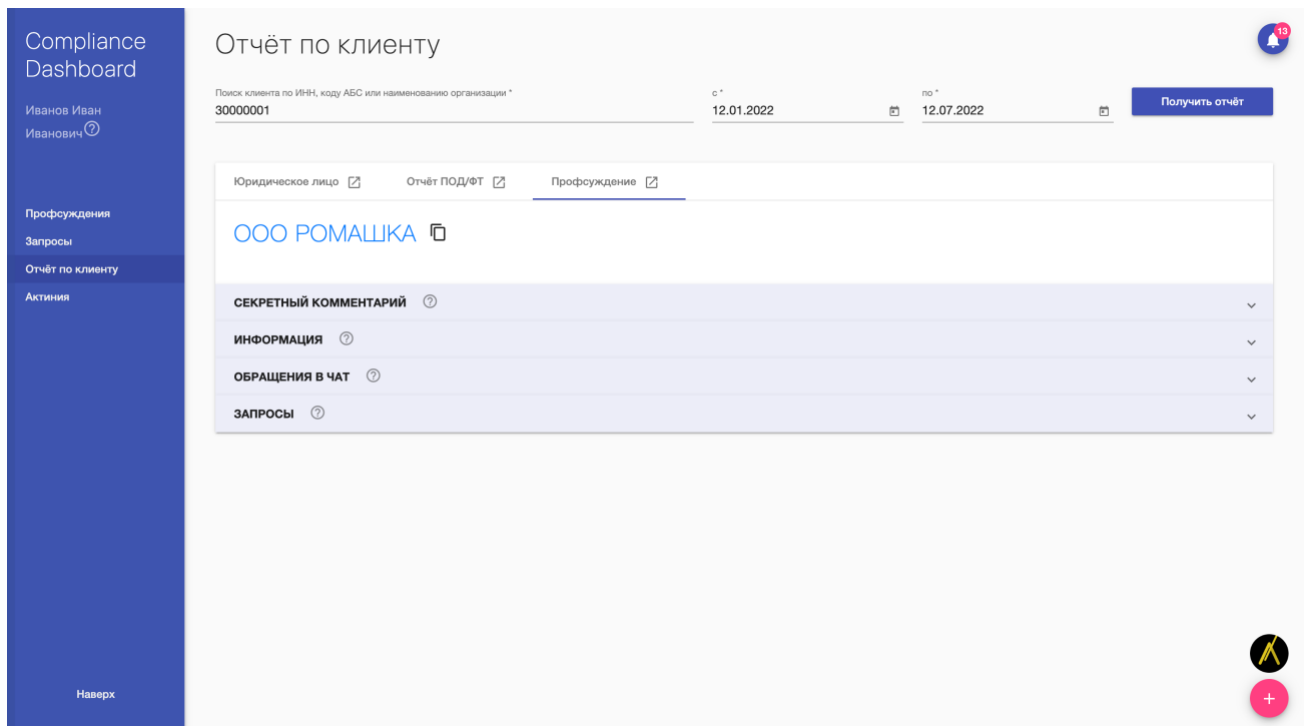 Compliance
Dashboard
Иванов Иван
Иванович
Профсуждения
Запросы
Отчёт по клиенту
Актиния
Наверх
Отчёт по клиенту
13
Поиск клиента по ИНН, коду АБС или наименованию организации *
30000001
с *
12.01.2022
по *
12.07.2022
Получить отчёт
Юридическое лицо
Отчёт ПОД/ФТ
Профсуждение
ООО РОМАШКА
СЕКРЕТНЫЙ КОММЕНТАРИЙ
ИНФОРМАЦИЯ
ОБРАЩЕНИЯ В ЧАТ
ЗАПРОСЫ